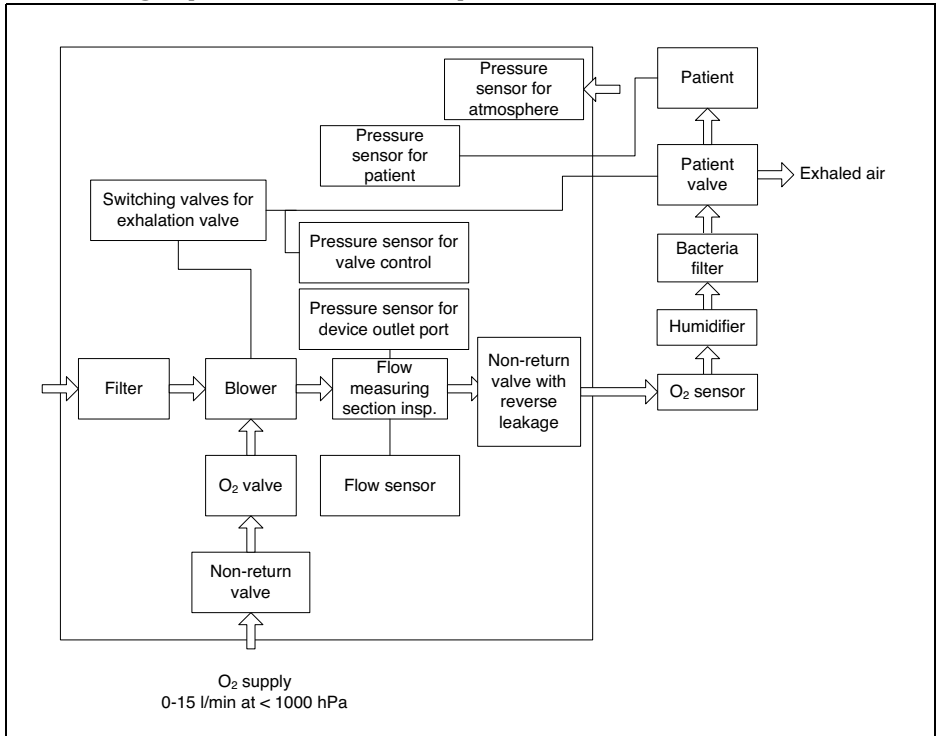 Pressure
sensor for
atmosphere
Patient
Pressure
sensor for
patient
Patient
valve
Exhaled air
Switching valves for
exhalation valve
Pressure sensor for
valve control
Bacteria
filter
Pressure sensor for
device outlet port
Humidifier
Filter
Blower
Flow
measuring
section insp.
Non-return
valve with
reverse
leakage
O₂ sensor
O₂ valve
Flow sensor
Non-return
valve
O₂ supply
0-15 l/min at < 1000 hPa